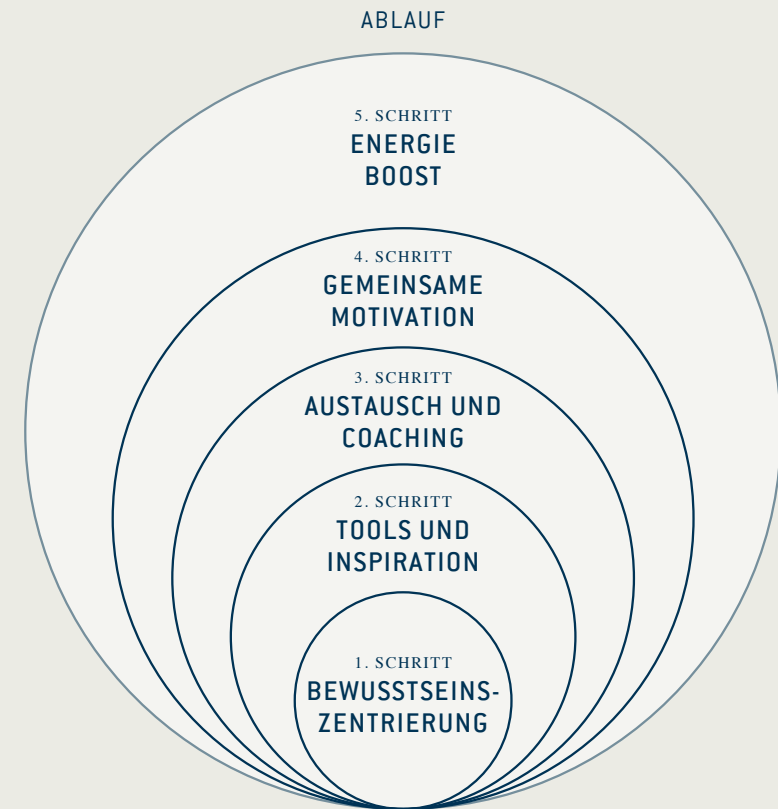 ABLAUF
5. SCHRITT
ENERGIE
BOOST
4. SCHRITT
GEMEINSAME
MOTIVATION
3. SCHRITT
AUSTAUSCH UND
COACHING
2. SCHRITT
TOOLS UND
INSPIRATION
1. SCHRITT
BEWUSSTSEINS-
ZENTRIERUNG